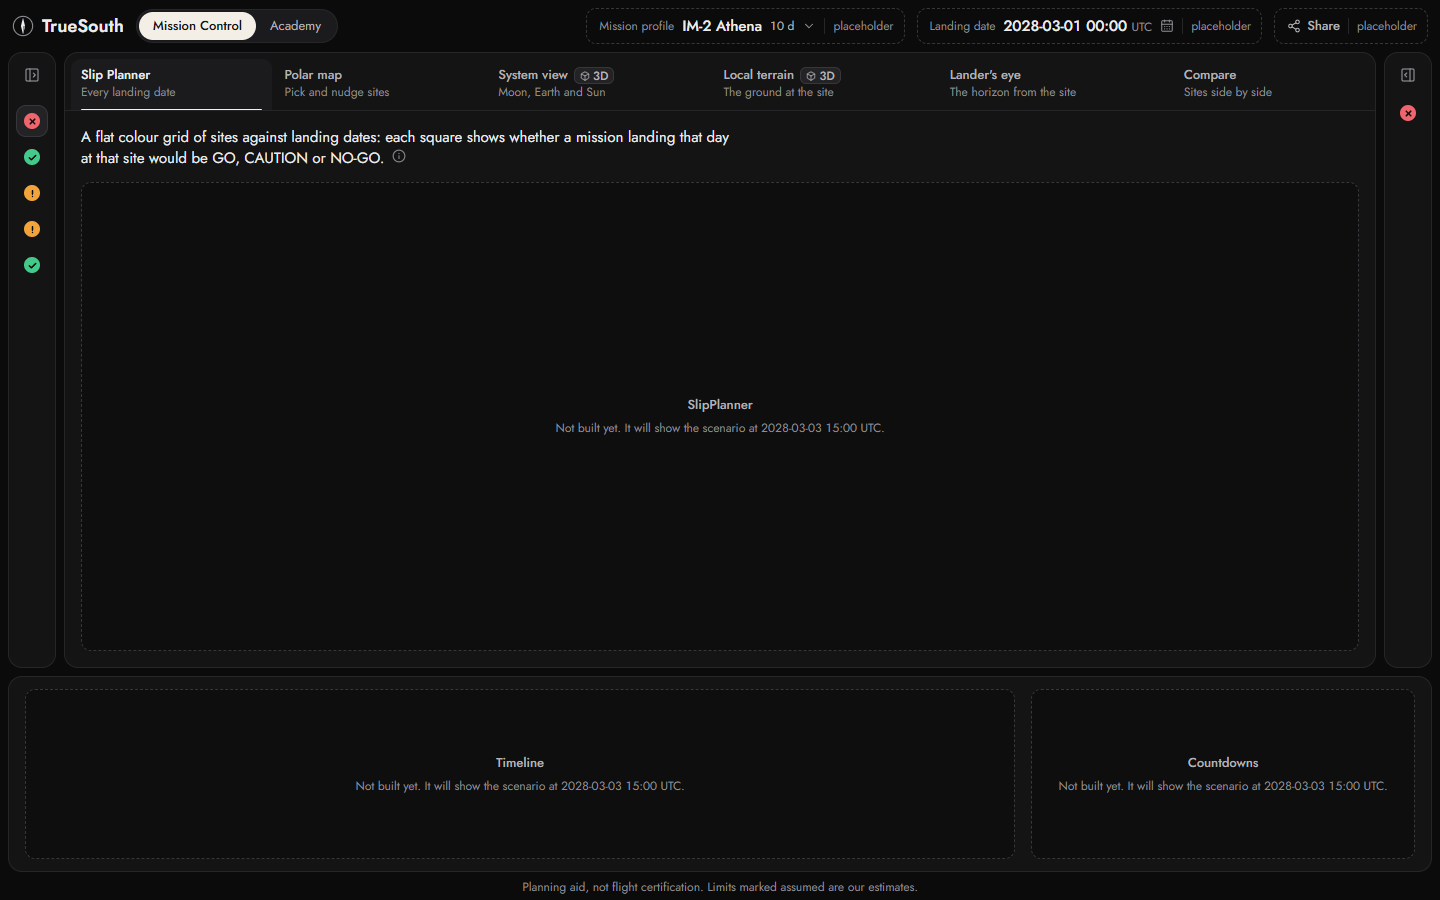 TrueSouth
Mission Control
Academy
Mission profile IM-2 Athena 10 d placeholder
Landing date 2028-03-01 00:00 UTC placeholder
Share placeholder
Slip Planner
Every landing date
Polar map
Pick and nudge sites
System view 3D
Moon, Earth and Sun
Local terrain 3D
The ground at the site
Lander's eye
The horizon from the site
Compare
Sites side by side
A flat colour grid of sites against landing dates: each square shows whether a mission landing that day
at that site would be GO, CAUTION or NO-GO.
SlipPlanner
Not built yet. It will show the scenario at 2028-03-03 15:00 UTC.
Timeline
Not built yet. It will show the scenario at 2028-03-03 15:00 UTC.
Countdowns
Not built yet. It will show the scenario at 2028-03-03 15:00 UTC.
Planning aid, not flight certification. Limits marked assumed are our estimates.